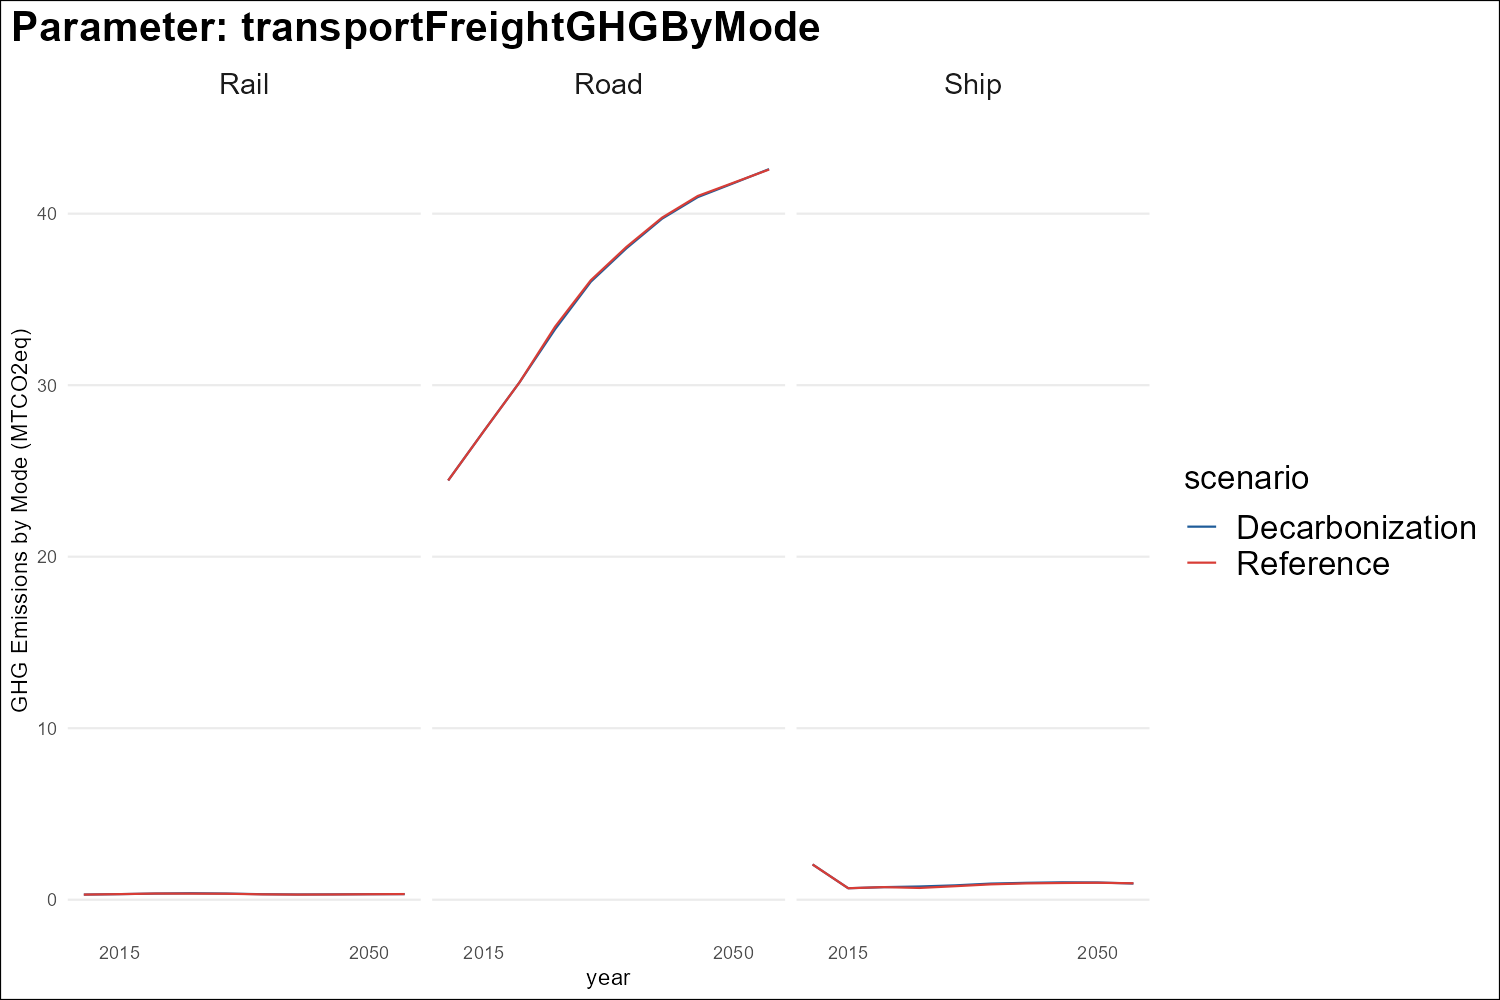 Parameter: transportFreightGHGByMode
Rail
Road
Ship
GHG Emissions by Mode (MTCO2eq)
40
30
20
10
0
2015
2050
2015
2050
2015
2050
year
scenario
Decarbonization
Reference